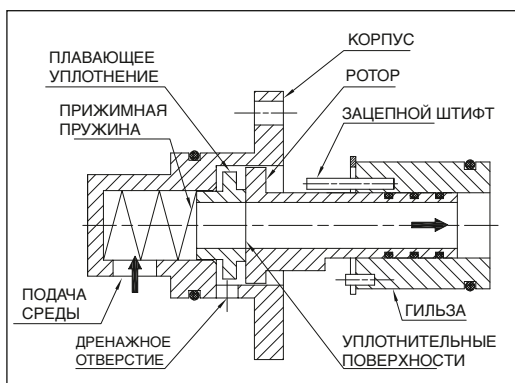 КОРПУС
ПЛАВАЮЩЕЕ
УПЛОТНЕНИЕ
РОТОР
ПРИЖИМНАЯ
ПРУЖИНА
ЗАЦЕПНОЙ ШТИФТ
ПОДАЧА
СРЕДЫ
ДРЕНАЖНОЕ
ОТВЕРСТИЕ
УПЛОТНИТЕЛЬНЫЕ
ПОВЕРХНОСТИ
ГИЛЬЗА